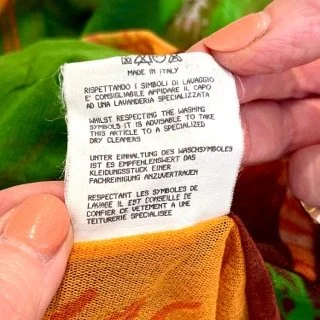 MADE IN ITALY
RISPETTANDO I SIMBOLI DI LAVAGGIO
E' CONSIGLIABILE AFFIDARE IL CAPO
AD UNA LAVANDERIA SPECIALIZZATA
WHILST RESPECTING THE WASHING
SYMBOLS IT IS ADVISABLE TO TAKE
THIS ARTICLE TO A SPECIALIZED
DRY CLEANERS
UNTER EINHALTUNG DES WASCHSYMBOLES
IST ES EMPFEHLENSWERT DAS
KLEIDUNGSSTUCK EINER
FACHREINIGUNG ANZUVERTRAUEN
RESPECTANT LES SYMBOLES DE
LAVAGE IL EST CONSEILLE DE
CONFIER CE VETEMENT A UNE
TEITURERIE SPECIALISEE